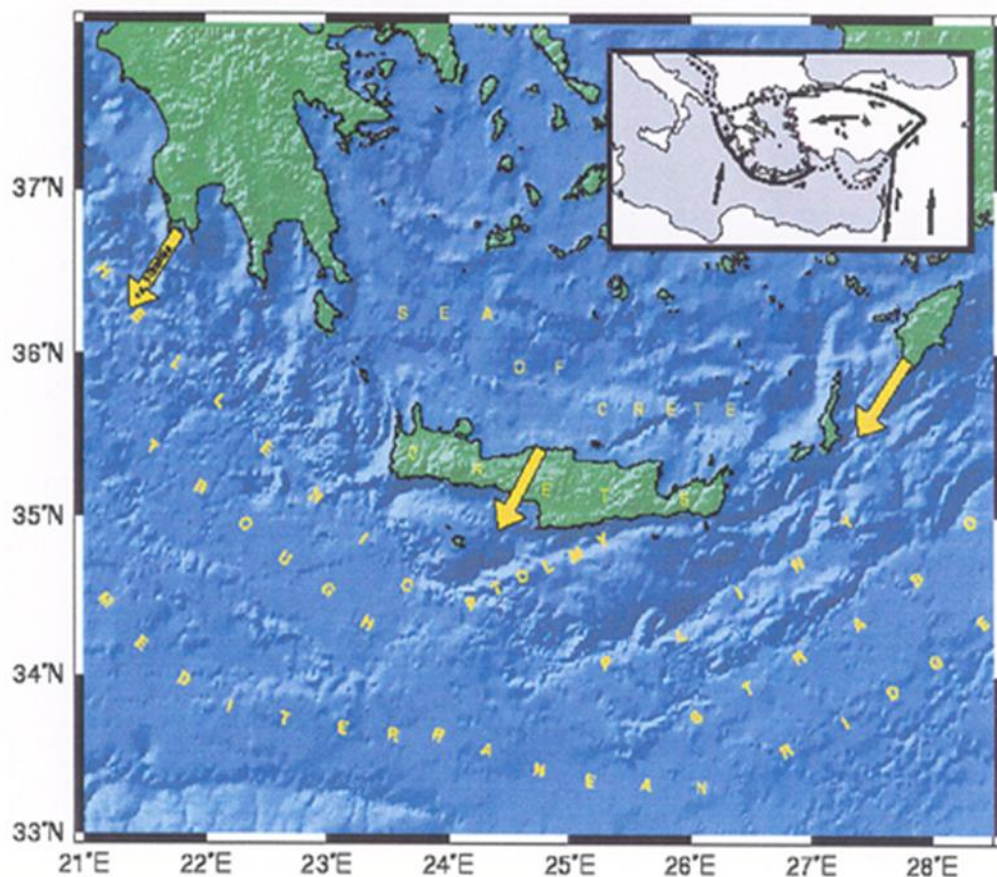 37°N
36°N
35°N
34°N
33°N
SEA
OF
CRETE
CRETE
HELLENIC
TROUGH
PTOLMY
PLINY
STRABO
MEDITERRANEAN RIDGE
21°E 22°E 23°E 24°E 25°E 26°E 27°E 28°E